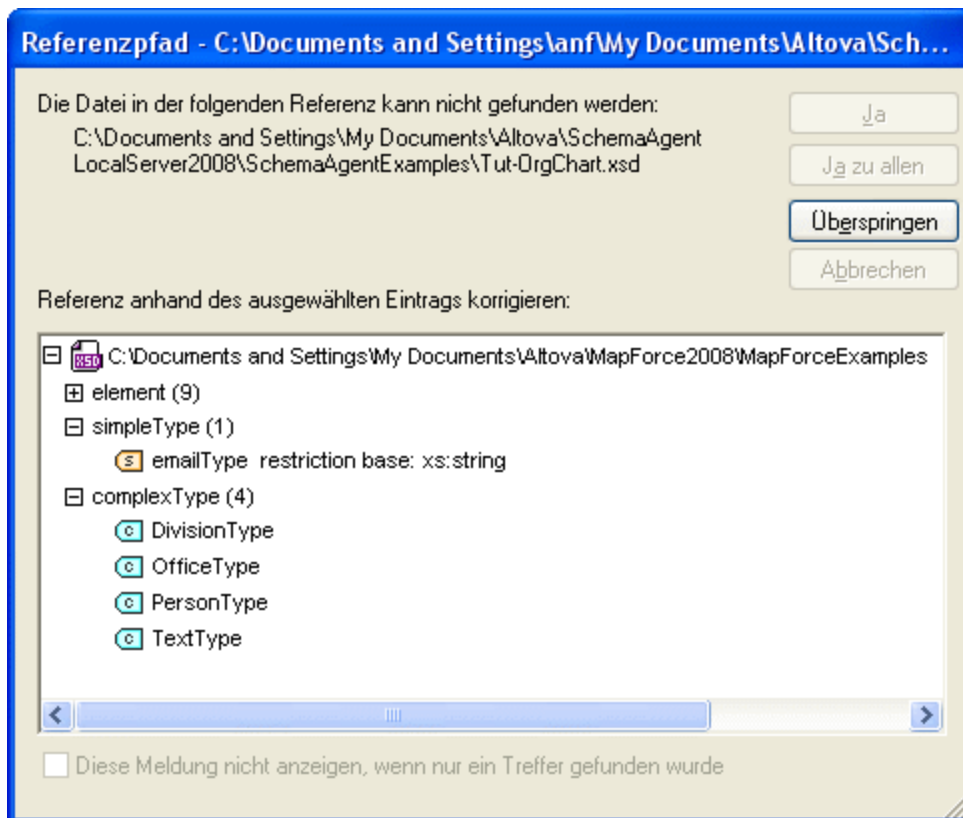 Referenzpfad - C:\Documents and Settings\anf\My Documents\Altova\Sch...
Die Datei in der folgenden Referenz kann nicht gefunden werden:
C:\Documents and Settings\My Documents\Altova\SchemaAgent
LocalServer2008\SchemaAgentExamples\Tut-OrgChart.xsd
Ja
Ja zu allen
Überspringen
Abbrechen
Referenz anhand des ausgewählten Eintrags korrigieren:
XSD C:\Documents and Settings\My Documents\Altova\MapForce2008\MapForceExamples
element (9)
simpleType (1)
s emailType restriction base: xs:string
complexType (4)
c DivisionType
c OfficeType
c PersonType
c TextType
Diese Meldung nicht anzeigen, wenn nur ein Treffer gefunden wurde